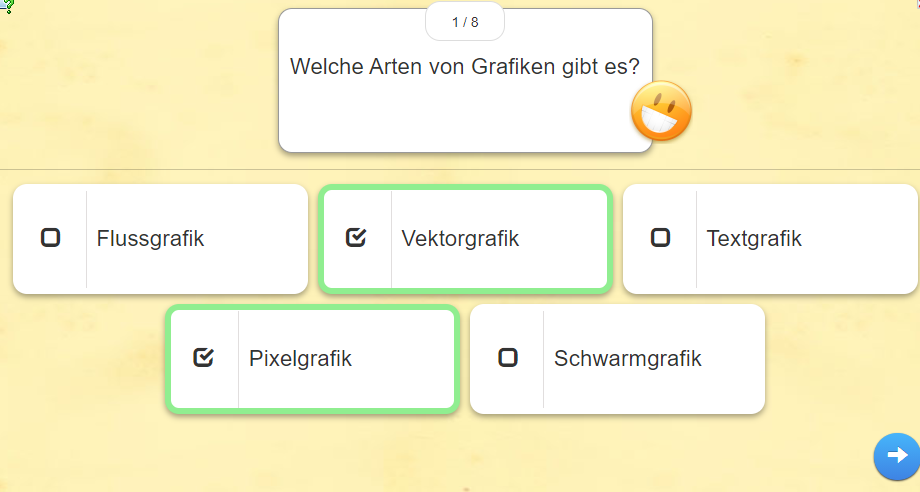 1 / 8
Welche Arten von Grafiken gibt es?
Flussgrafik
Vektorgrafik
Textgrafik
Pixelgrafik
Schwarmgrafik